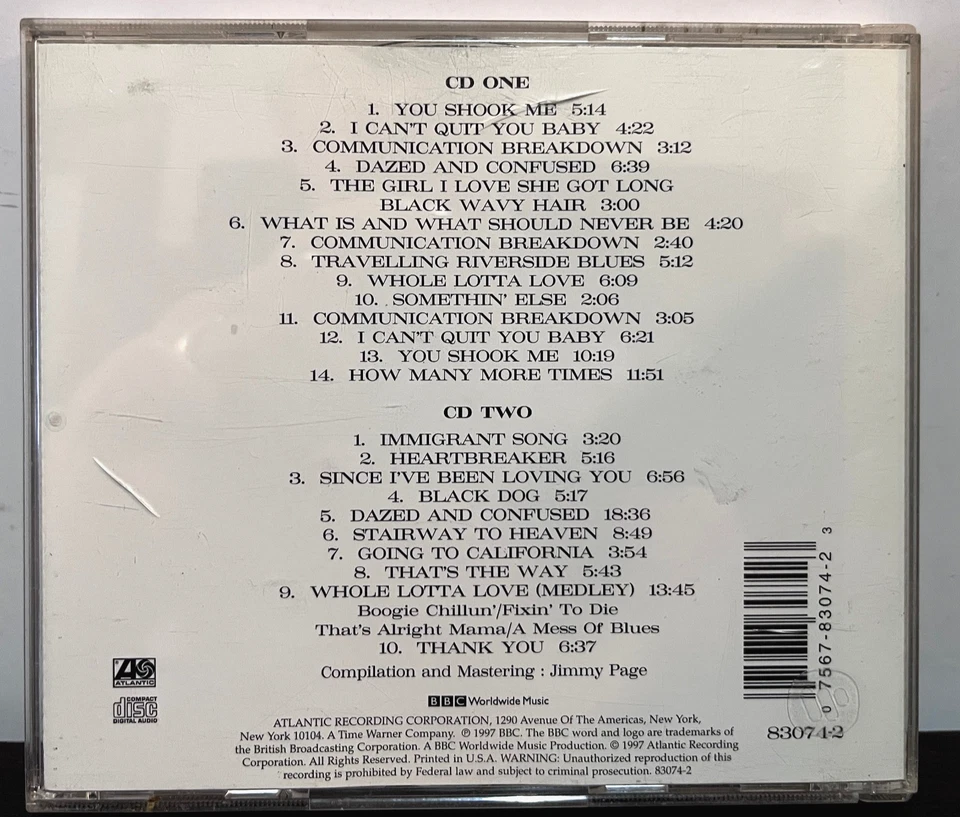 CD ONE
1. YOU SHOOK ME 5:14
2. I CAN'T QUIT YOU BABY 4:22
3. COMMUNICATION BREAKDOWN 3:12
4. DAZED AND CONFUSED 6:39
5. THE GIRL I LOVE SHE GOT LONG
BLACK WAVY HAIR 3:00
6. WHAT IS AND WHAT SHOULD NEVER BE 4:20
7. COMMUNICATION BREAKDOWN 2:40
8. TRAVELLING RIVERSIDE BLUES 5:12
9. WHOLE LOTTA LOVE 6:09
10. SOMETHIN' ELSE 2:06
11. COMMUNICATION BREAKDOWN 3:05
12. I CAN'T QUIT YOU BABY 6:21
13. YOU SHOOK ME 10:19
14. HOW MANY MORE TIMES 11:51
CD TWO
1. IMMIGRANT SONG 3:20
2. HEARTBREAKER 5:16
3. SINCE I'VE BEEN LOVING YOU 6:56
4. BLACK DOG 5:17
5. DAZED AND CONFUSED 18:36
6. STAIRWAY TO HEAVEN 8:49
7. GOING TO CALIFORNIA 3:54
8. THAT'S THE WAY 5:43
9. WHOLE LOTTA LOVE (MEDLEY) 13:45
Boogie Chillun'/Fixin' To Die
That's Alright Mama/A Mess Of Blues
10. THANK YOU 6:37
Compilation and Mastering : Jimmy Page
ATLANTIC
COMPACT
disc
DIGITAL AUDIO
BBC Worldwide Music
ATLANTIC RECORDING CORPORATION, 1290 Avenue Of The Americas, New York,
New York 10104. A Time Warner Company. ℗ 1997 BBC. The BBC word and logo are trademarks of
the British Broadcasting Corporation. A BBC Worldwide Music Production. © 1997 Atlantic Recording
Corporation. All Rights Reserved. Printed in U.S.A. WARNING: Unauthorized reproduction of this
recording is prohibited by Federal law and subject to criminal prosecution. 83074-2
0 7567-83074-2 3
83074-2